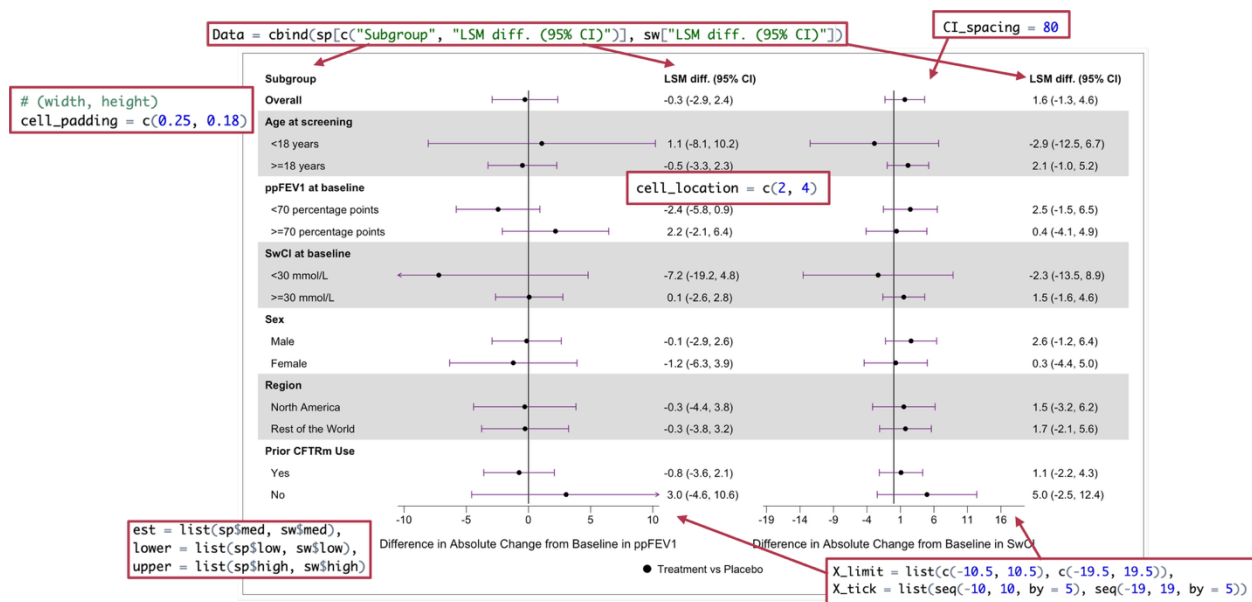 Data = cbind(sp[c("Subgroup", "LSM diff. (95% CI)")], sw["LSM diff. (95% CI)"])
CI_spacing = 80
# (width, height)
cell_padding = c(0.25, 0.18)
Subgroup LSM diff. (95% CI) LSM diff. (95% CI)
Overall -0.3 (-2.9, 2.4) 1.6 (-1.3, 4.6)
Age at screening
<18 years 1.1 (-8.1, 10.2) -2.9 (-12.5, 6.7)
>=18 years -0.5 (-3.3, 2.3) 2.1 (-1.0, 5.2)
ppFEV1 at baseline
cell_location = c(2, 4)
<70 percentage points -2.4 (-5.8, 0.9) 2.5 (-1.5, 6.5)
>=70 percentage points 2.2 (-2.1, 6.4) 0.4 (-4.1, 4.9)
SwCl at baseline
<30 mmol/L -7.2 (-19.2, 4.8) -2.3 (-13.5, 8.9)
>=30 mmol/L 0.1 (-2.6, 2.8) 1.5 (-1.6, 4.6)
Sex
Male -0.1 (-2.9, 2.6) 2.6 (-1.2, 6.4)
Female -1.2 (-6.3, 3.9) 0.3 (-4.4, 5.0)
Region
North America -0.3 (-4.4, 3.8) 1.5 (-3.2, 6.2)
Rest of the World -0.3 (-3.8, 3.2) 1.7 (-2.1, 5.6)
Prior CFTRm Use
Yes -0.8 (-3.6, 2.1) 1.1 (-2.2, 4.3)
No 3.0 (-4.6, 10.6) 5.0 (-2.5, 12.4)
-10 -5 0 5 10 -19 -14 -9 -4 1 6 11 16
Difference in Absolute Change from Baseline in ppFEV1 Difference in Absolute Change from Baseline in SwCl
Treatment vs Placebo
est = list(sp$med, sw$med),
lower = list(sp$low, sw$low),
upper = list(sp$high, sw$high)
X_limit = list(c(-10.5, 10.5), c(-19.5, 19.5)),
X_tick = list(seq(-10, 10, by = 5), seq(-19, 19, by = 5))